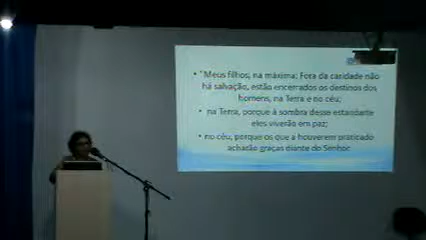 • "Meus filhos, na máxima: Fora da caridade não
há salvação, estão encerrados os destinos dos
homens, na Terra e no céu;
• na Terra, porque à sombra desse estandarte
eles viverão em paz;
• no céu, porque os que a houverem praticado
acharão graças diante do Senhor.